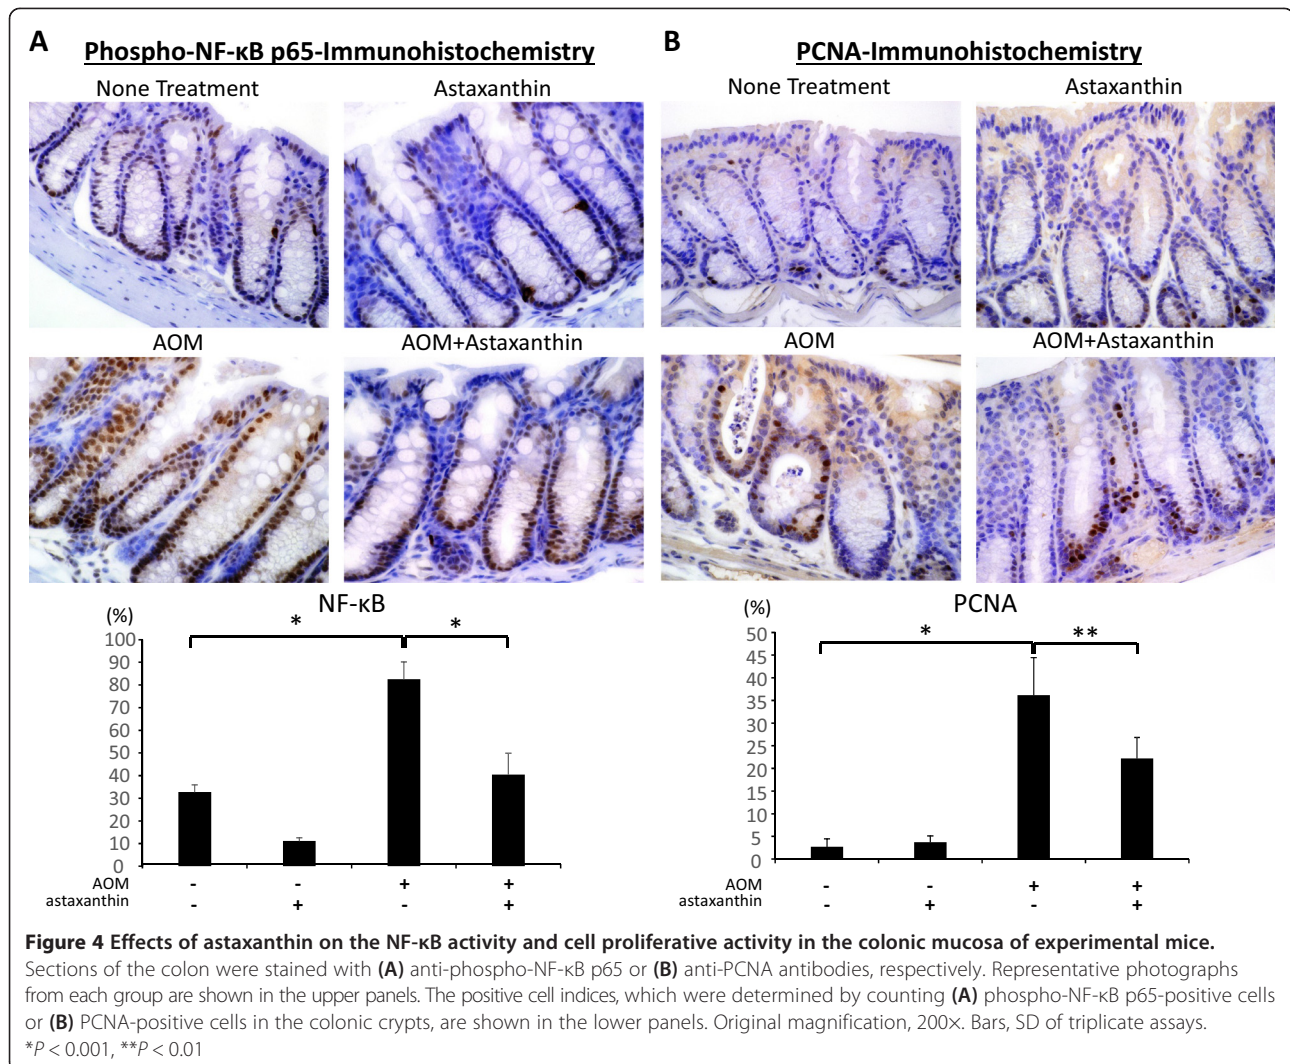 A Phospho-NF-κB p65-Immunohistochemistry
None Treatment Astaxanthin
AOM AOM+Astaxanthin
NF-κB
(%)
* *
100
90
80
70
60
50
40
30
20
10
0
AOM - - + +
astaxanthin - + - +
B PCNA-Immunohistochemistry
None Treatment Astaxanthin
AOM AOM+Astaxanthin
PCNA
(%)
* **
50
45
40
35
30
25
20
15
10
5
0
AOM - - + +
astaxanthin - + - +
Figure 4 Effects of astaxanthin on the NF-κB activity and cell proliferative activity in the colonic mucosa of experimental mice.
Sections of the colon were stained with (A) anti-phospho-NF-κB p65 or (B) anti-PCNA antibodies, respectively. Representative photographs
from each group are shown in the upper panels. The positive cell indices, which were determined by counting (A) phospho-NF-κB p65-positive cells
or (B) PCNA-positive cells in the colonic crypts, are shown in the lower panels. Original magnification, 200×. Bars, SD of triplicate assays.
*P < 0.001, **P < 0.01